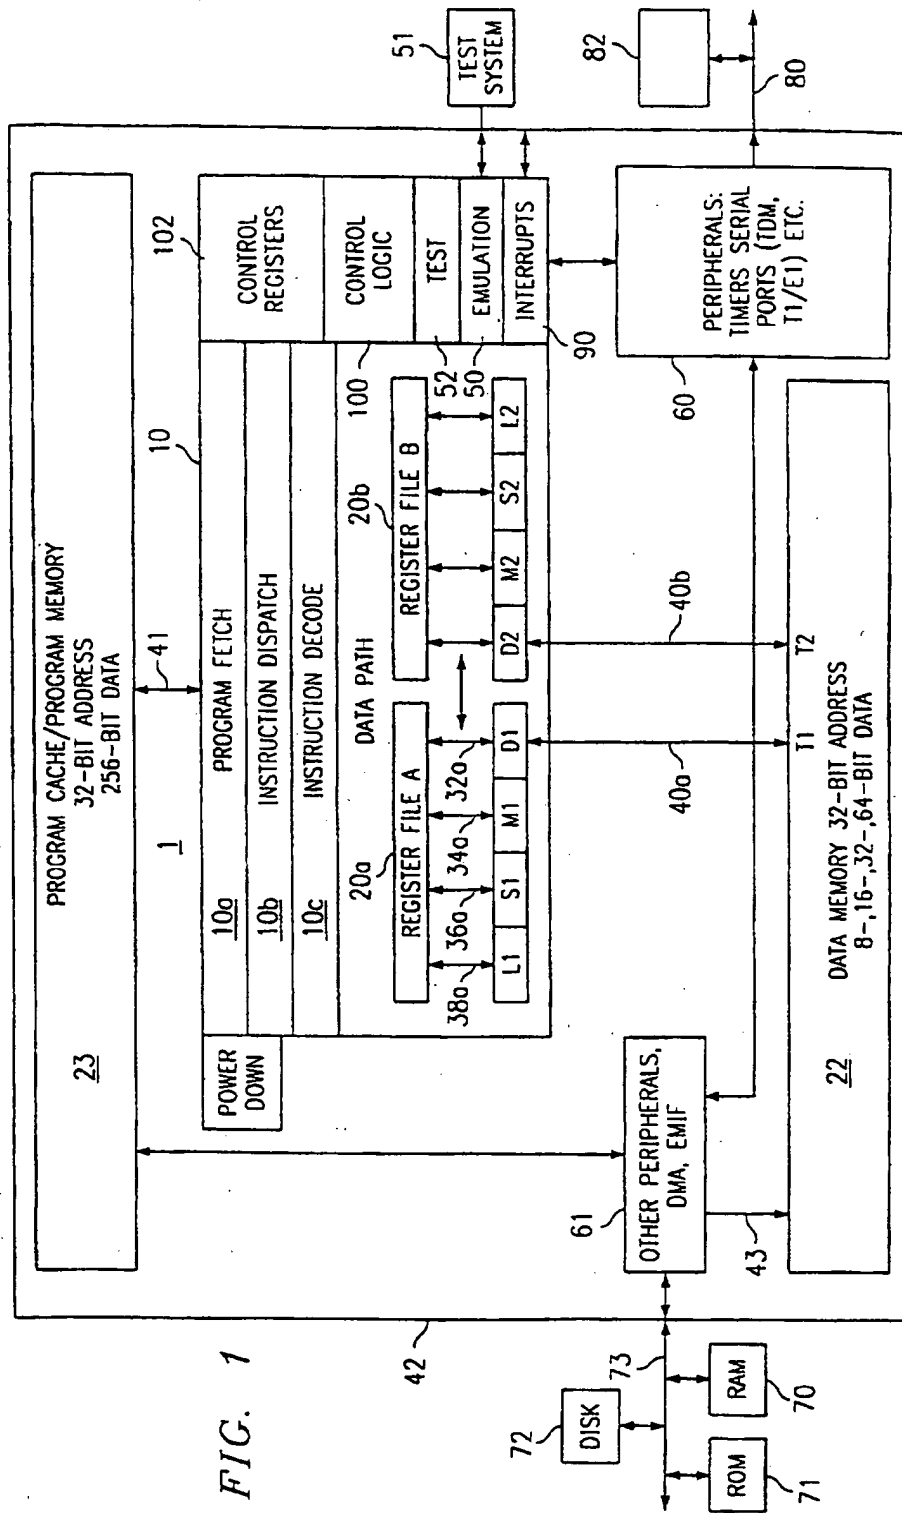 FIG. 1
42
PROGRAM CACHE/PROGRAM MEMORY
32-BIT ADDRESS
256-BIT DATA
23
1
41
10
102
POWER
DOWN
10a
PROGRAM FETCH
10b
INSTRUCTION DISPATCH
10c
INSTRUCTION DECODE
DATA PATH
CONTROL
REGISTERS
CONTROL
LOGIC
TEST
EMULATION
INTERRUPTS
100
52
50
90
20a
REGISTER FILE A
20b
REGISTER FILE B
38a
36a
34a
32a
L1
S1
M1
D1
D2
M2
S2
L2
TEST
SYSTEM
51
82
80
40a
40b
T1
T2
61
OTHER PERIPHERALS,
DMA, EMIF
43
60
PERIPHERALS:
TIMERS SERIAL
PORTS (TDM,
T1/E1) ETC.
DATA MEMORY 32-BIT ADDRESS
8-,16-,32-,64-BIT DATA
22
72
DISK
73
ROM
71
RAM
70